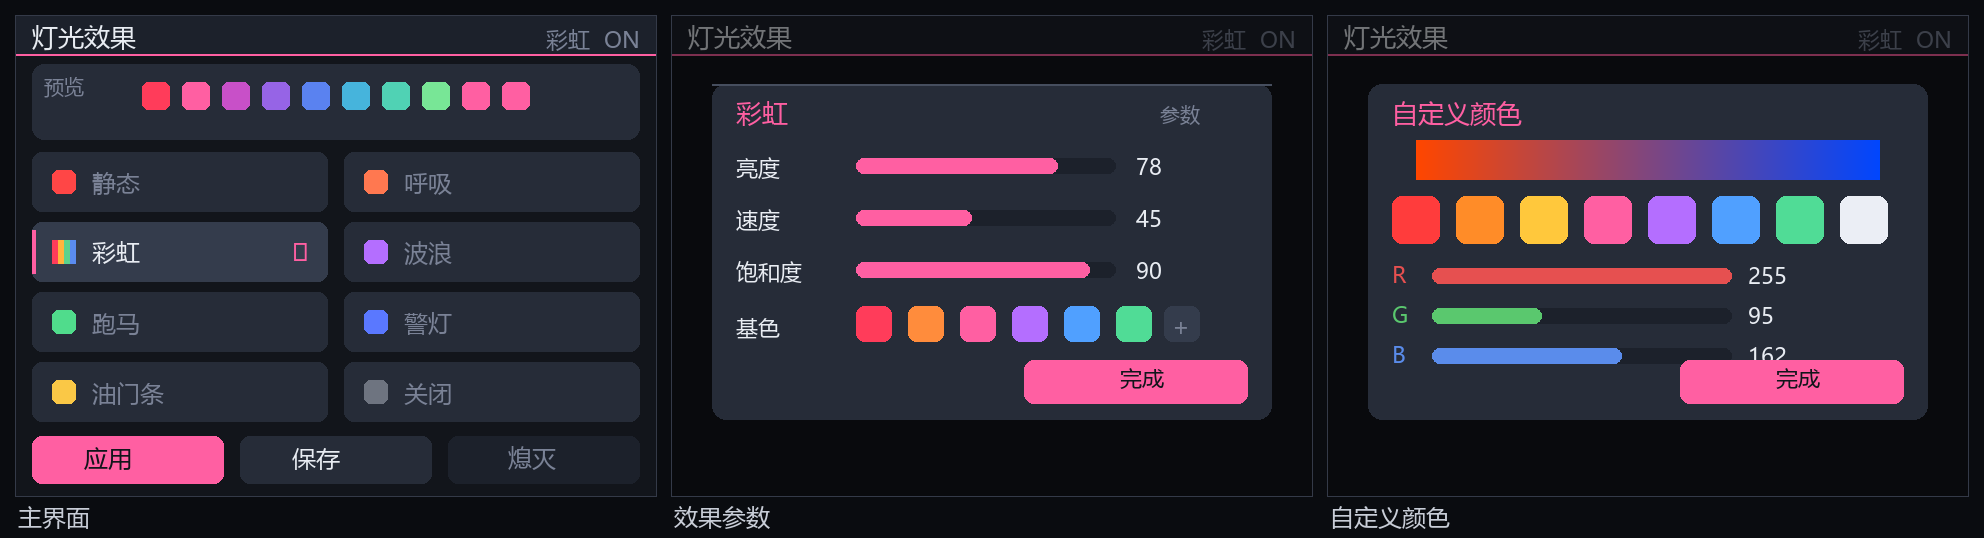 灯光效果 彩虹 ON
预览
静态 呼吸
彩虹 波浪
跑马 警灯
油门条 关闭
应用 保存 熄灭
主界面
灯光效果 彩虹 ON
彩虹 参数
亮度 78
速度 45
饱和度 90
基色 +
完成
效果参数
灯光效果 彩虹 ON
自定义颜色
R 255
G 95
B 162
完成
自定义颜色